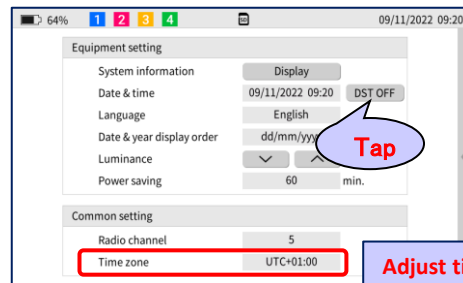 64% 1 2 3 4 09/11/2022 09:20
Equipment setting
System information Display
Date & time 09/11/2022 09:20 DST OFF
Language English
Date & year display order dd/mm/yyy
Tap
Luminance
Power saving 60 min.
Common setting
Radio channel 5
Time zone UTC+01:00
Adjust ti